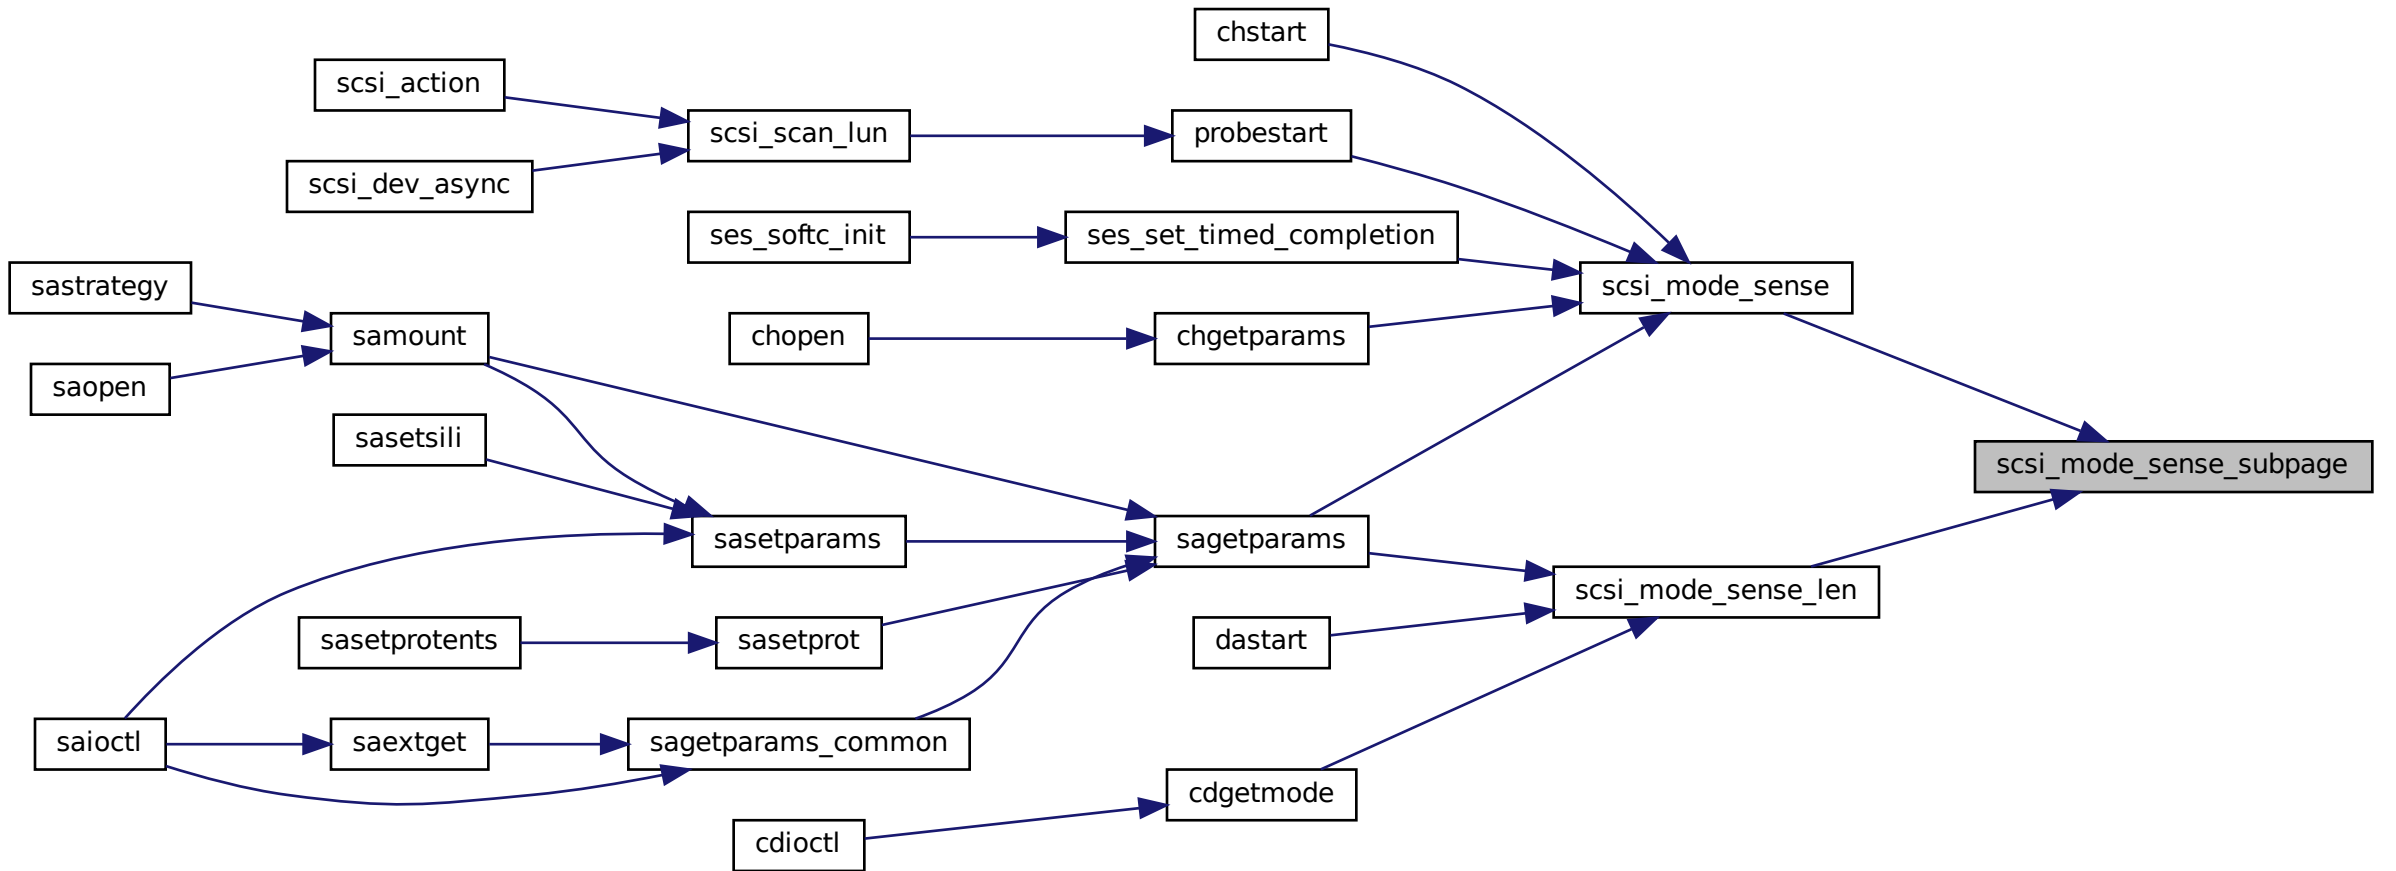 chstart
scsi_action
scsi_scan_lun
probestart
scsi_dev_async
ses_softc_init
ses_set_timed_completion
sastrategy
scsi_mode_sense
samount
chopen
chgetparams
saopen
sasetsili
scsi_mode_sense_subpage
sasetparams
sagetparams
scsi_mode_sense_len
sasetprotents
sasetprot
dastart
saioctl
saextget
sagetparams_common
cdgetmode
cdioctl